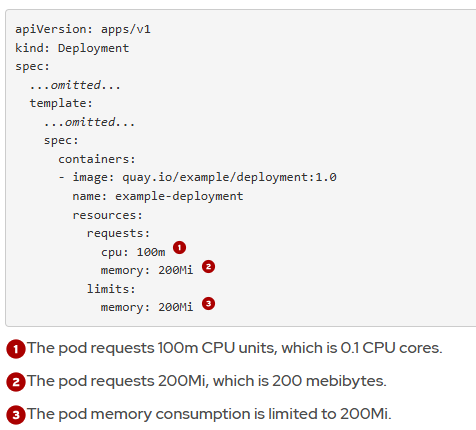 apiVersion: apps/v1
kind: Deployment
spec:
  ...omitted...
  template:
    ...omitted...
    spec:
      containers:
      - image: quay.io/example/deployment:1.0
        name: example-deployment
        resources:
          requests:
            cpu: 100m 1
            memory: 200Mi 2
          limits:
            memory: 200Mi 3
1 The pod requests 100m CPU units, which is 0.1 CPU cores.
2 The pod requests 200Mi, which is 200 mebibytes.
3 The pod memory consumption is limited to 200Mi.